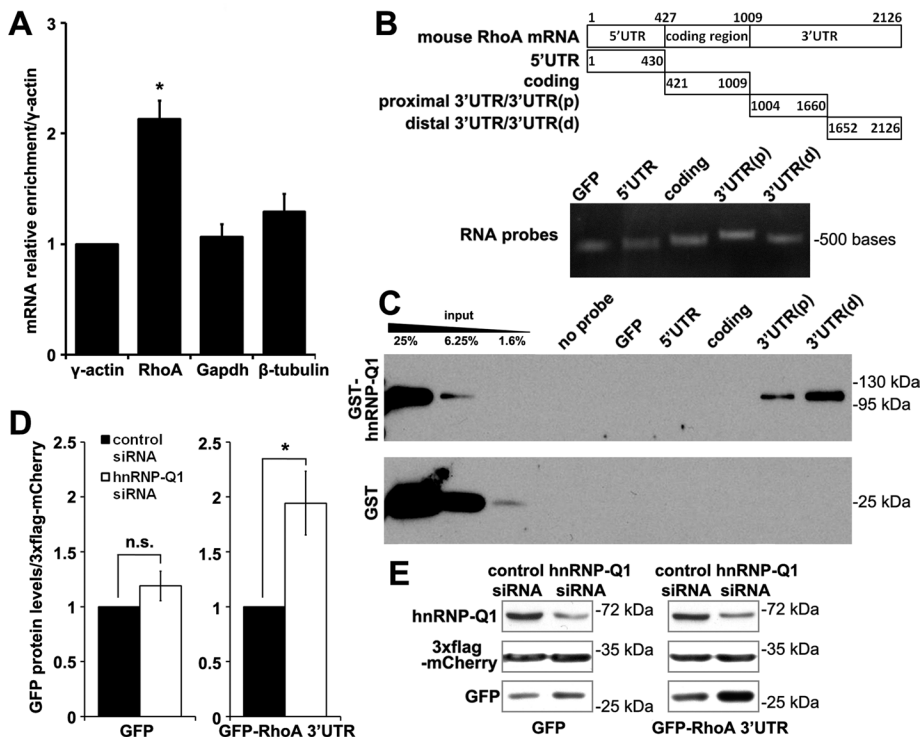 A
mRNA relative enrichment/γ-actin
3
2
1
0
*
γ-actin RhoA Gapdh β-tubulin
B
1 427 1009 2126
mouse RhoA mRNA 5'UTR coding region 3'UTR
5'UTR 1 430
coding 421 1009
proximal 3'UTR/3'UTR(p) 1004 1660
distal 3'UTR/3'UTR(d) 1652 2126
GFP 5'UTR coding 3'UTR(p) 3'UTR(d)
RNA probes -500 bases
C
input
25% 6.25% 1.6% no probe GFP 5'UTR coding 3'UTR(p) 3'UTR(d)
GST-hnRNP-Q1
-130 kDa
-95 kDa
GST -25 kDa
D
GFP protein levels/3xflag-mCherry
control siRNA
hnRNP-Q1 siRNA
2.5
2
1.5
1
0.5
0
n.s.
GFP
2.5
2
1.5
1
0.5
0
*
GFP-RhoA 3'UTR
E
control hnRNP-Q1 control hnRNP-Q1
siRNA siRNA siRNA siRNA
hnRNP-Q1 -72 kDa -72 kDa
3xflag
-mCherry -35 kDa -35 kDa
GFP -25 kDa -25 kDa
GFP GFP-RhoA 3'UTR